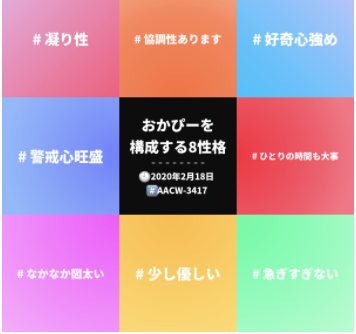 # 凝り性
# 協調性あります
# 好奇心強め
# 警戒心旺盛
おかぴーを
構成する8性格
--------
🕘2020年2月18日
#️⃣AACW-3417
# ひとりの時間も大事
# なかなか図太い
# 少し優しい
# 急ぎすぎない